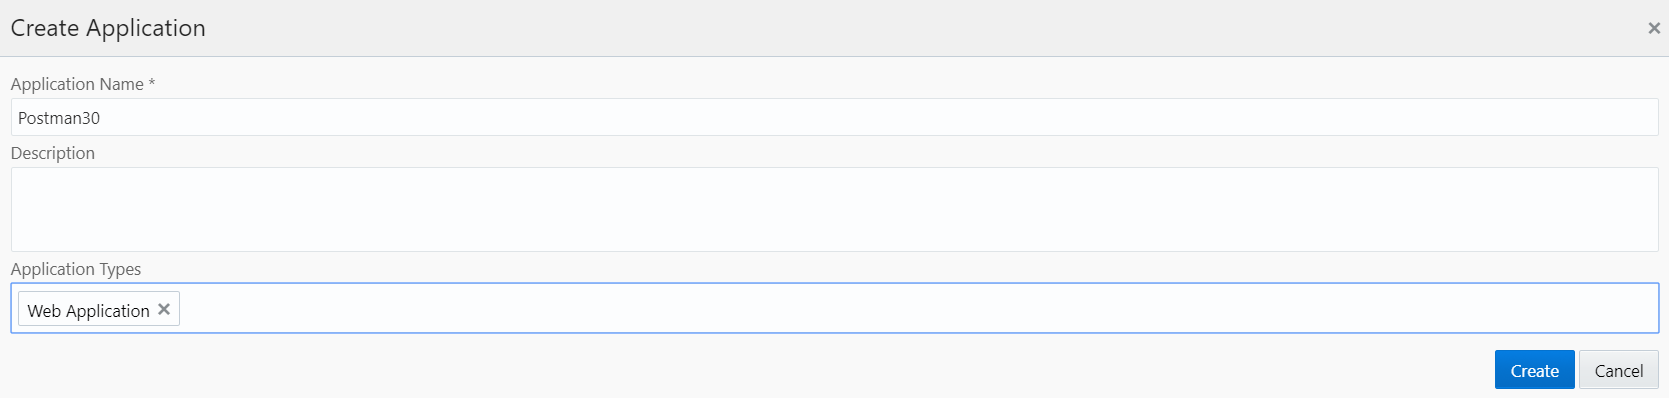 Create Application
Application Name *
Postman30
Description
Application Types
Web Application
Create Cancel